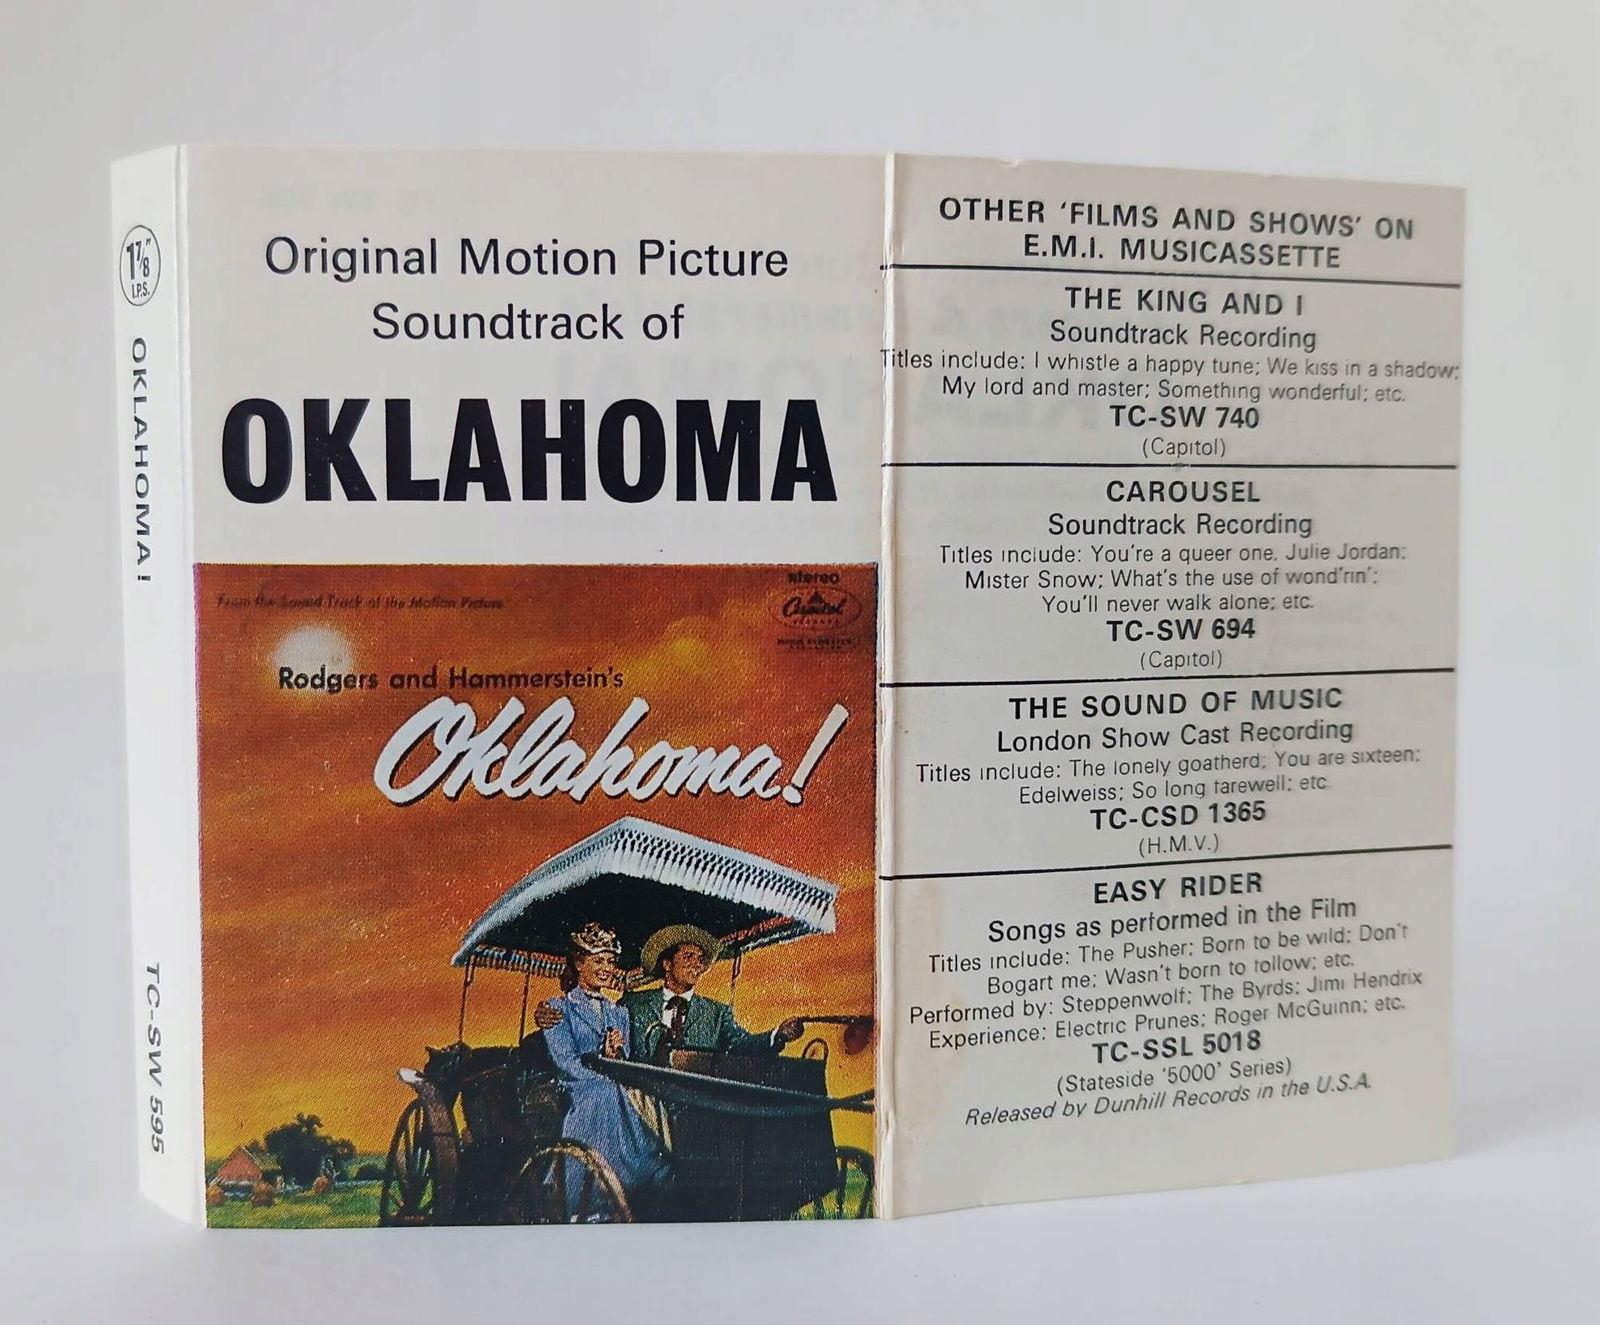 1⅞"
I.P.S.
OKLAHOMA!
TC-SW 595
Original Motion Picture
Soundtrack of
OKLAHOMA
stereo
From the Sound Track of the Motion Picture
Capitol
RECORDS
Rodgers and Hammerstein's
Oklahoma!
OTHER 'FILMS AND SHOWS' ON
E.M.I. MUSICASSETTE
THE KING AND I
Soundtrack Recording
Titles include: I whistle a happy tune; We kiss in a shadow;
My lord and master; Something wonderful; etc.
TC-SW 740
(Capitol)
CAROUSEL
Soundtrack Recording
Titles include: You're a queer one, Julie Jordan;
Mister Snow; What's the use of wond'rin';
You'll never walk alone; etc.
TC-SW 694
(Capitol)
THE SOUND OF MUSIC
London Show Cast Recording
Titles include: The lonely goatherd; You are sixteen;
Edelweiss; So long farewell; etc
TC-CSD 1365
(H.M.V.)
EASY RIDER
Songs as performed in the Film
Titles include: The Pusher; Born to be wild; Don't
Bogart me; Wasn't born to follow; etc.
Performed by: Steppenwolf; The Byrds; Jimi Hendrix
Experience: Electric Prunes; Roger McGuinn; etc.
TC-SSL 5018
(Stateside '5000' Series)
Released by Dunhill Records in the U.S.A.